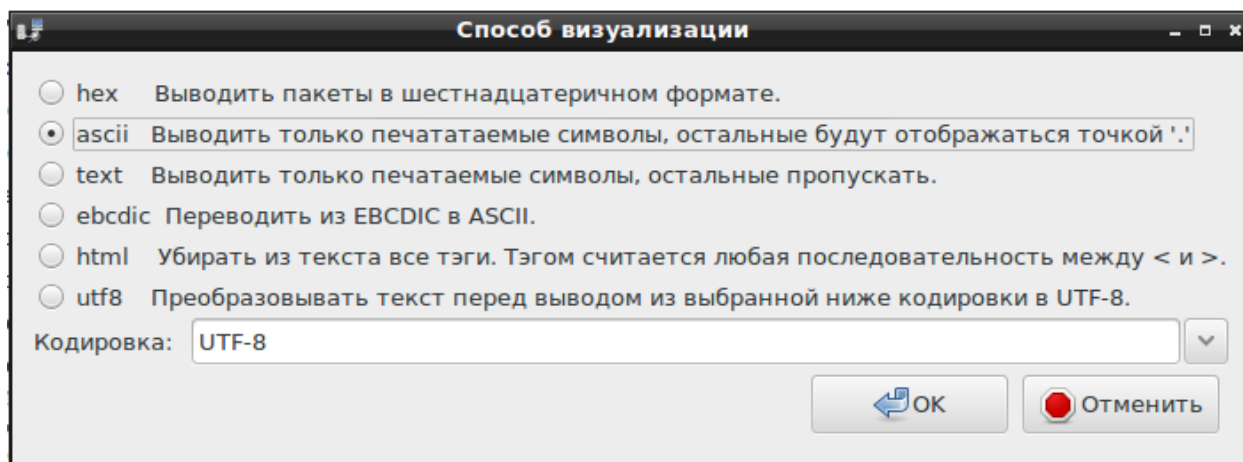 Способ визуализации
hex Выводить пакеты в шестнадцатеричном формате.
ascii Выводить только печататаемые символы, остальные будут отображаться точкой '.'
text Выводить только печатаемые символы, остальные пропускать.
ebcdic Переводить из EBCDIC в ASCII.
html Убирать из текста все тэги. Тэгом считается любая последовательность между < и >.
utf8 Преобразовывать текст перед выводом из выбранной ниже кодировки в UTF-8.
Кодировка: UTF-8
OK Отменить